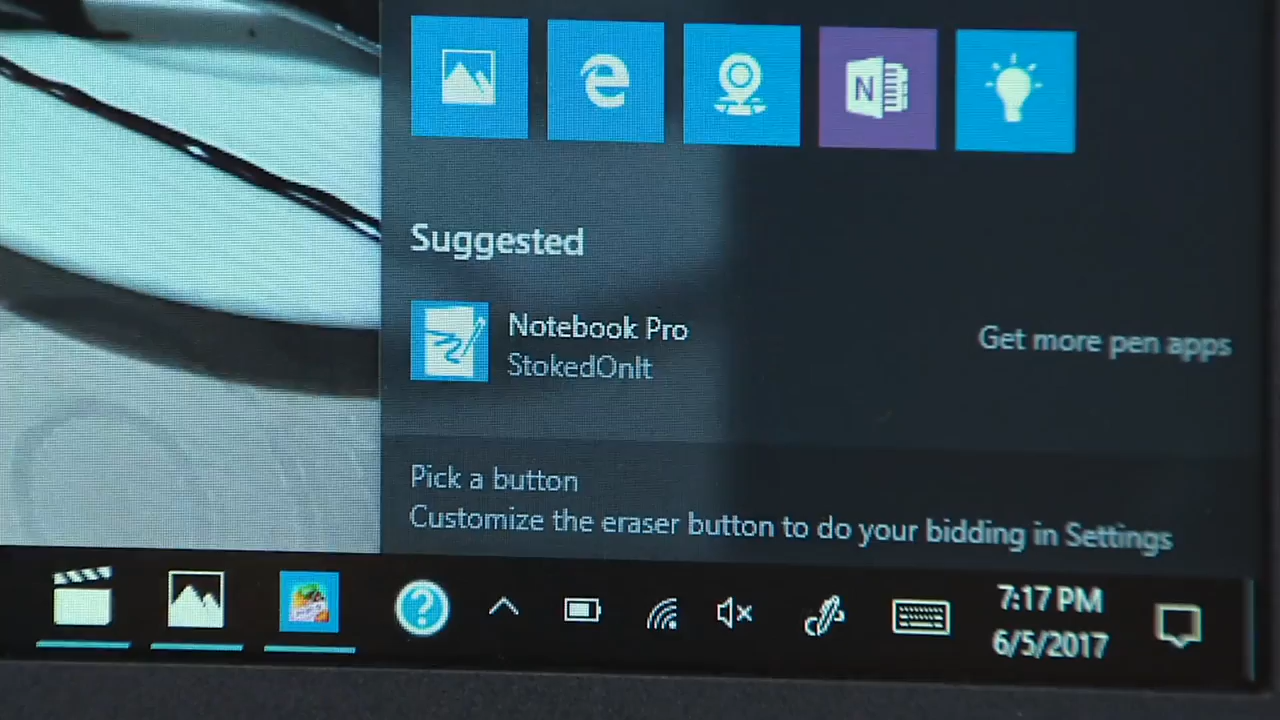 N
Suggested
Notebook Pro
StokedOnIt
Get more pen apps
Pick a button
Customize the eraser button to do your bidding in Settings
?
7:17 PM
6/5/2017